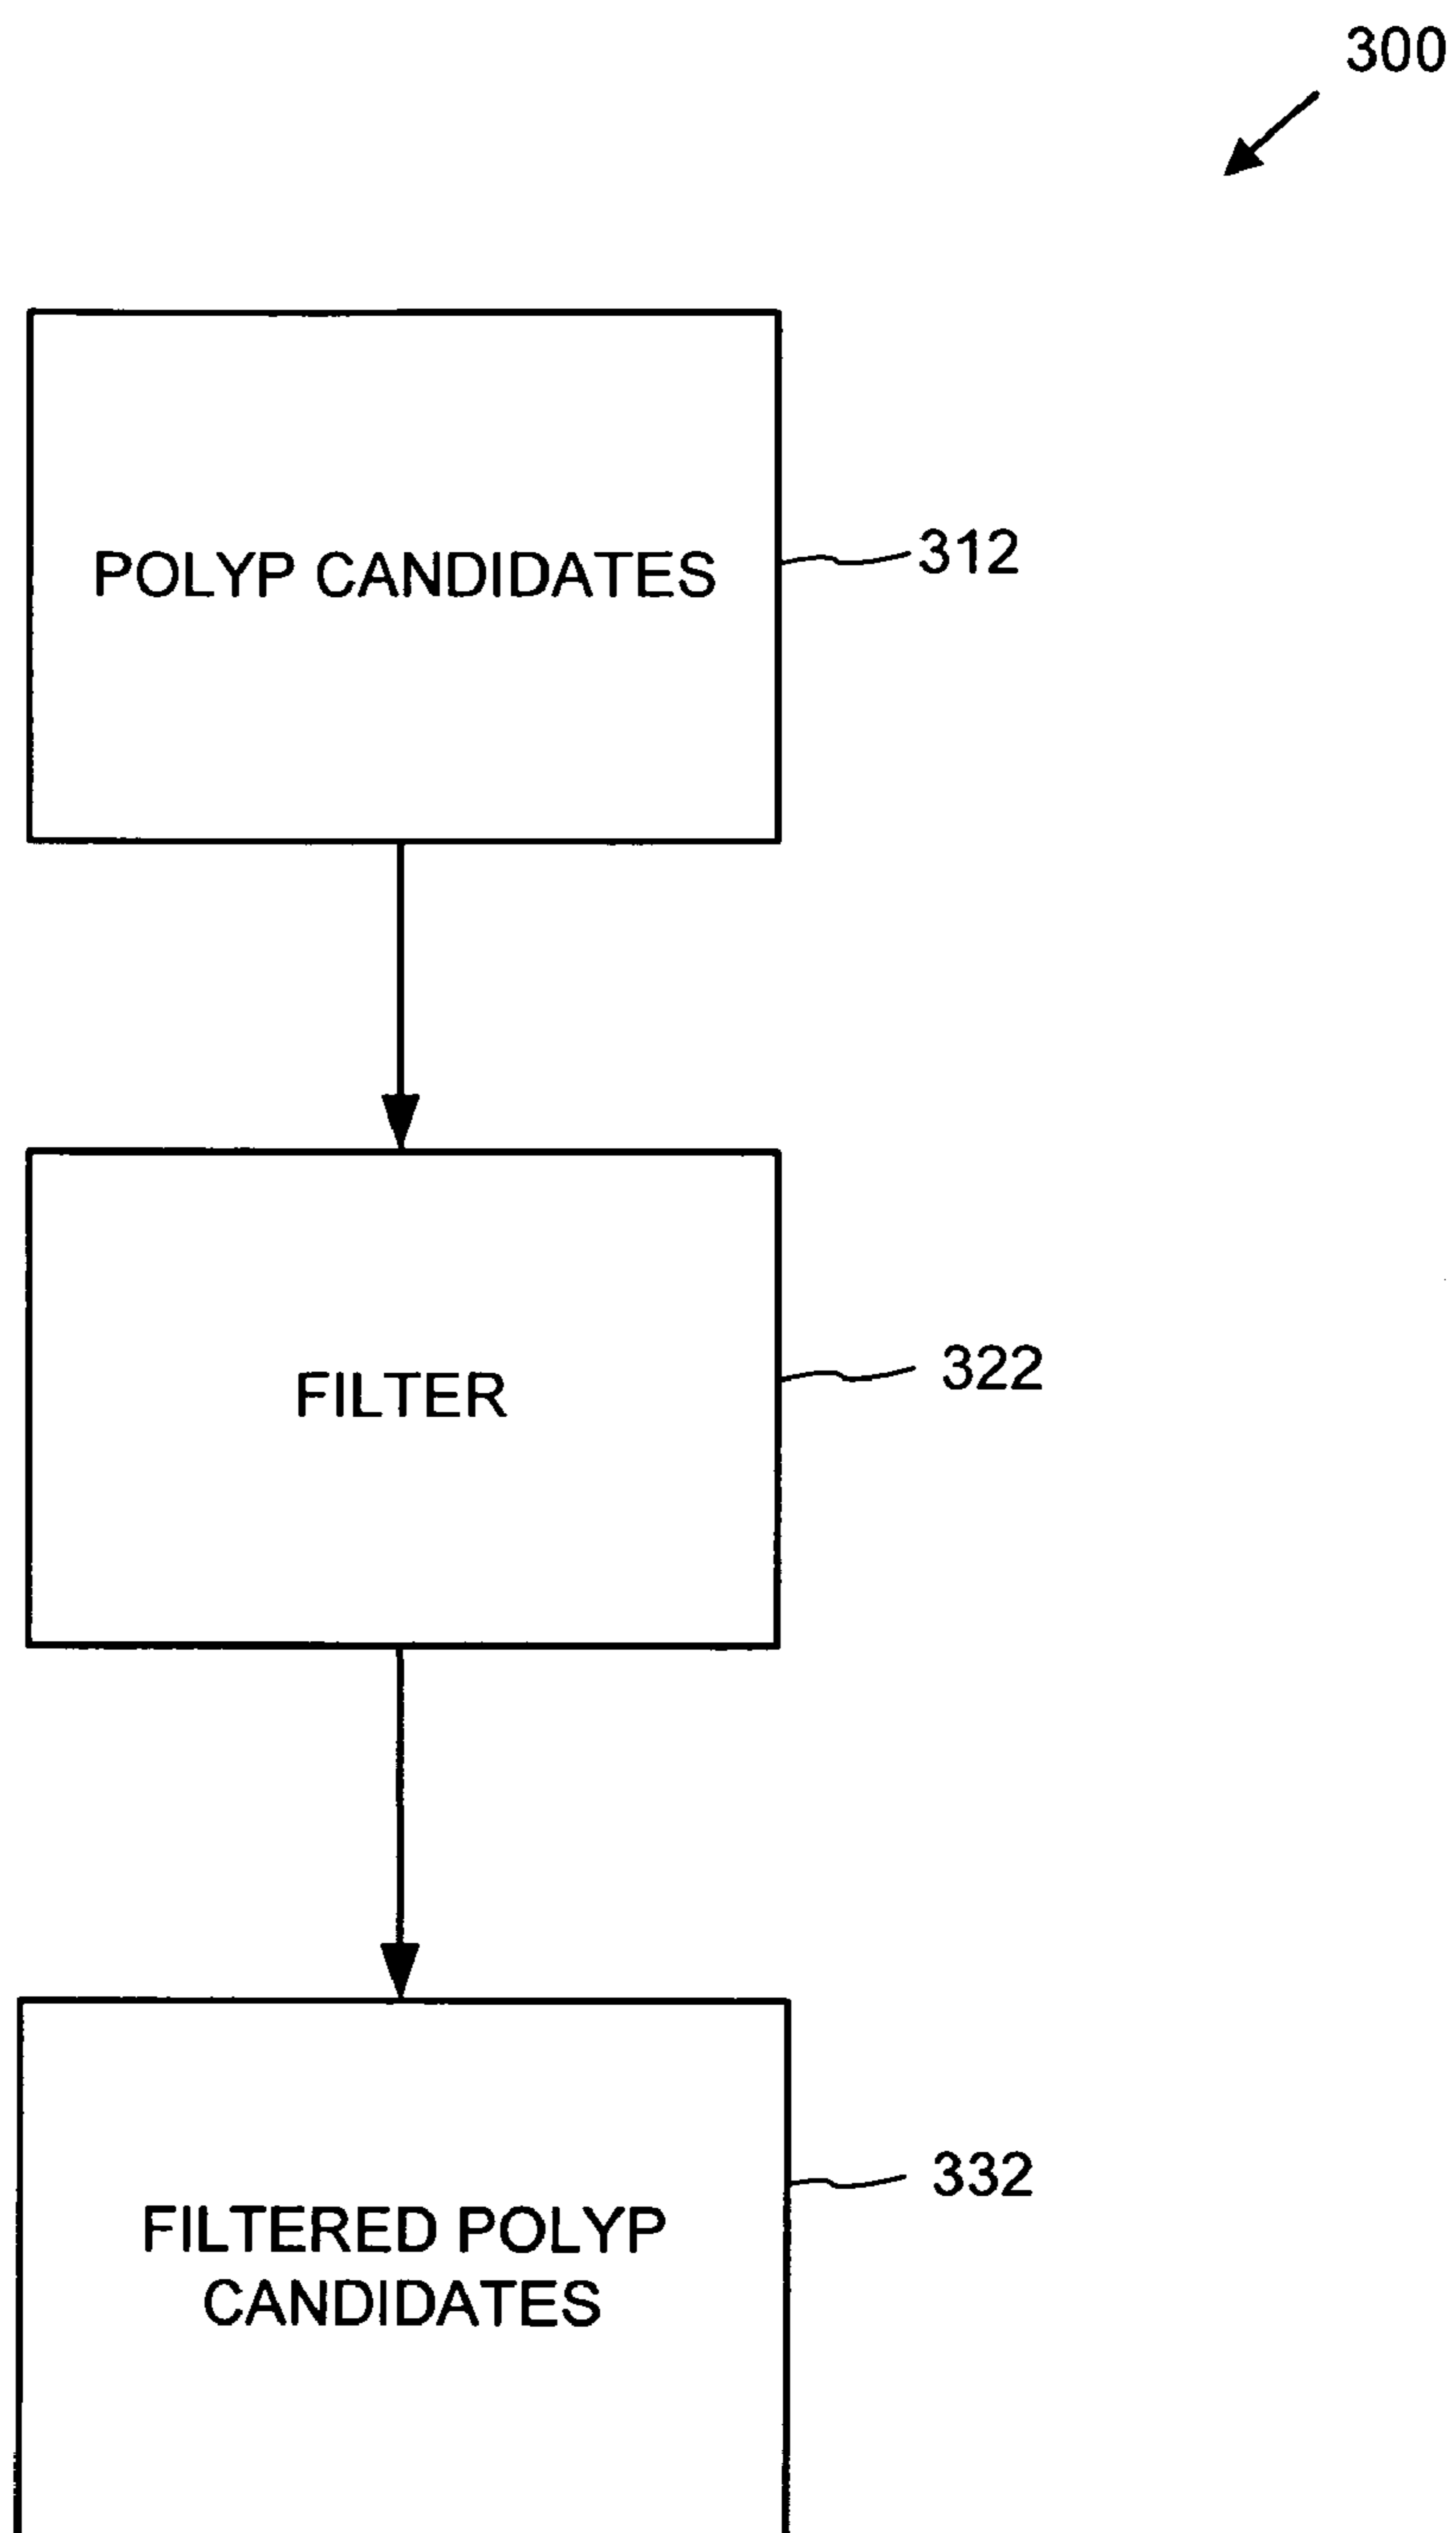 300
POLYP CANDIDATES
312
FILTER
322
FILTERED POLYP
CANDIDATES
332